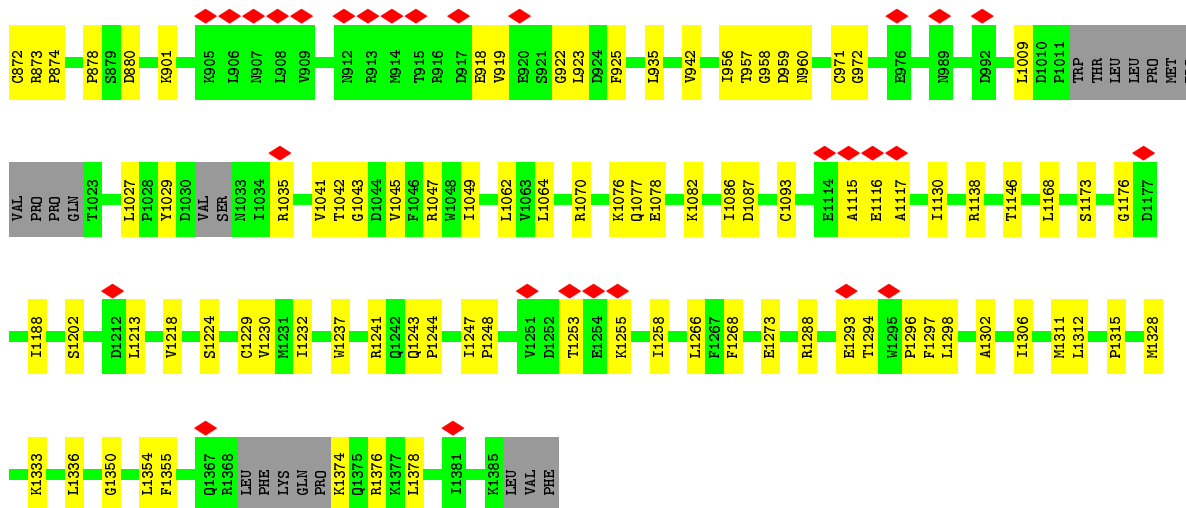 C872 R873 P874 P878 S879 D880 K901 K905 L906 N907 L908 V909 N912 R913 M914 T915 R916 D917 E918 V919 E920 S921 G922 L923 D924 F925 L935 V942 I956 T957 G958 D959 N960 G971 G972 E976 N989 D992 L1009 D1010 P1011 TRP THR LEU LEU PRO MET
VAL PRO PRO GLN T1023 L1027 P1028 Y1029 D1030 VAL SER N1033 I1034 R1035 V1041 T1042 G1043 D1044 V1045 F1046 R1047 W1048 I1049 L1062 V1063 L1064 R1070 K1076 Q1077 E1078 K1082 I1086 D1087 C1093 E1114 A1115 E1116 A1117 I1130 R1138 T1146 L1168 S1173 G1176 D1177
I1188 S1202 D1212 L1213 V1218 S1224 C1229 V1230 M1231 I1232 W1237 R1241 Q1242 Q1243 P1244 I1247 P1248 V1251 D1252 T1253 E1254 K1255 I1258 L1266 F1267 F1268 E1273 R1288 E1293 T1294 W1295 P1296 F1297 L1298 A1302 I1306 M1311 L1312 P1315 M1328
K1333 L1336 G1350 L1354 F1355 Q1367 R1368 LEU PHE LYS GLN PRO K1374 Q1375 R1376 K1377 L1378 I1381 K1385 LEU VAL PHE